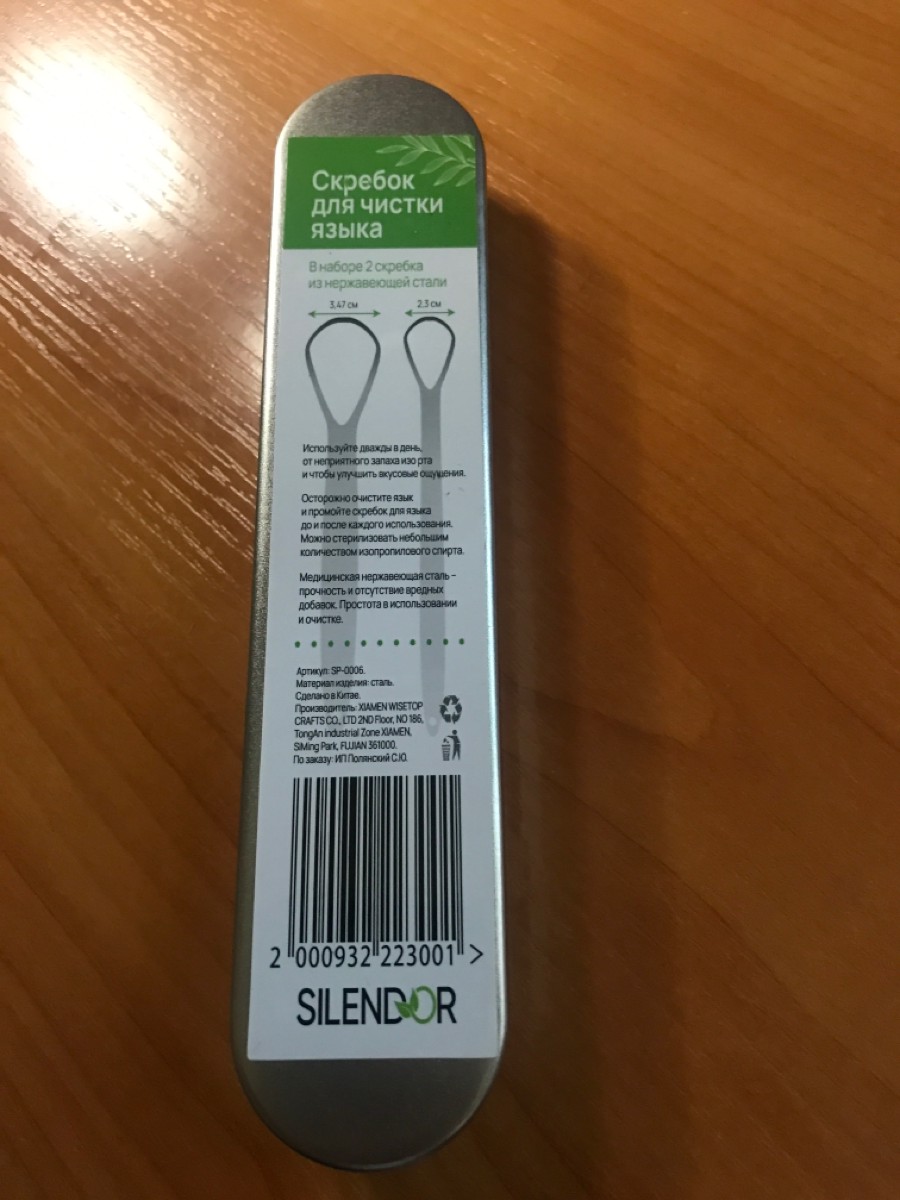 Скребок
для чистки
языка
В наборе 2 скребка
из нержавеющей стали
3,47 см
2,3 см
Используйте дважды в день,
от неприятного запаха изо рта
и чтобы улучшить вкусовые ощушения.
Осторожно очистите язык
и промойте скребок для языка
до и после каждого использования.
Можно стерилизовать небольшим
количеством изопропилового спирта.
Медицинская нержавеющая сталь –
прочность и отсутствие вредных
добавок. Простота в использовании
и очистке.
Артикул: SP-0006.
Материал изделия: сталь.
Сделано в Китае.
Производитель: XIAMEN WISETOP
CRAFTS CO., LTD 2ND Floor, NO 186,
TongAn industrial Zone XIAMEN,
SiMing Park, FUJIAN 361000.
По заказу: ИП Полянский С.Ю.
2 000932 223001 >
SILENDOR